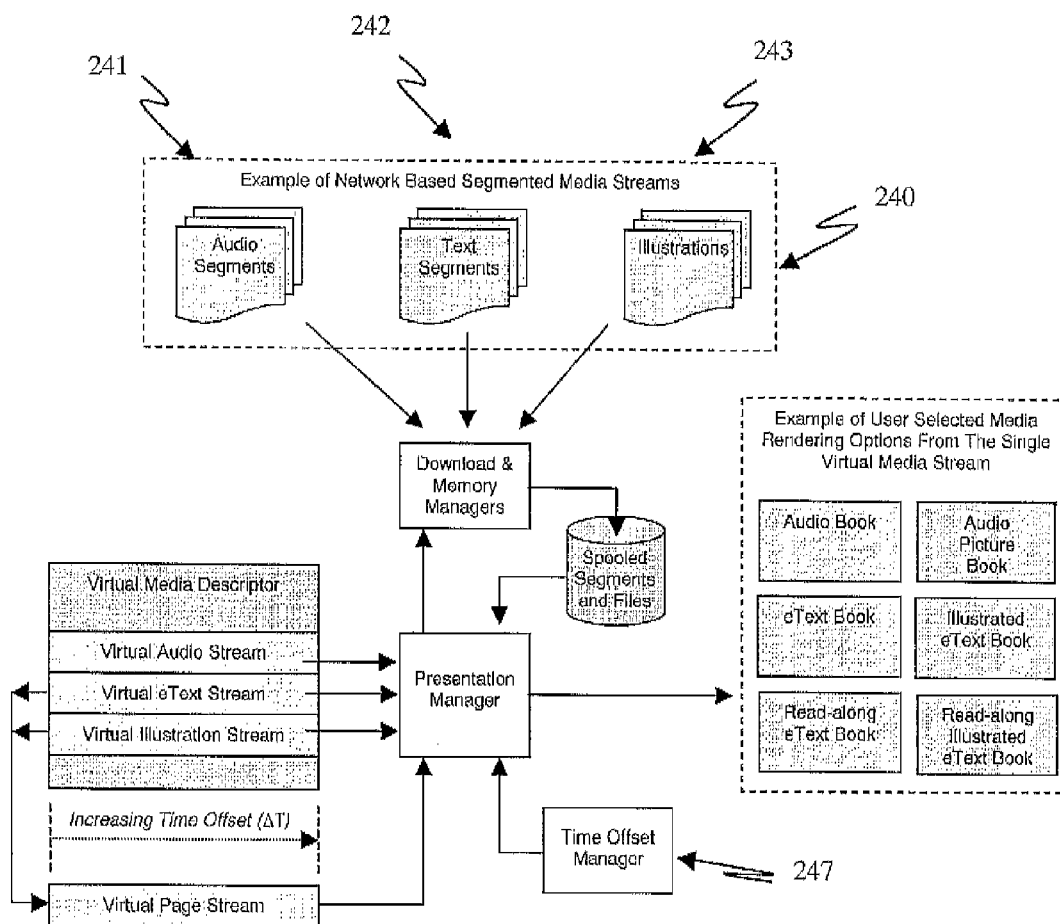 242
241
243
Example of Network Based Segmented Media Streams
240
Audio
Segments
Text
Segments
Illustrations
Example of User Selected Media
Rendering Options From The Single
Virtual Media Stream
Download &
Memory
Managers
Audio Book
Audio
Picture
Book
Spooled
Segments
and Files
Virtual Media Descriptor
eText Book
Illustrated
eText Book
Virtual Audio Stream
Virtual eText Stream
Virtual Illustration Stream
Presentation
Manager
Read-along
eText Book
Read-along
Illustrated
eText Book
Increasing Time Offset (ΔT)
Time Offset
Manager
247
Virtual Page Stream